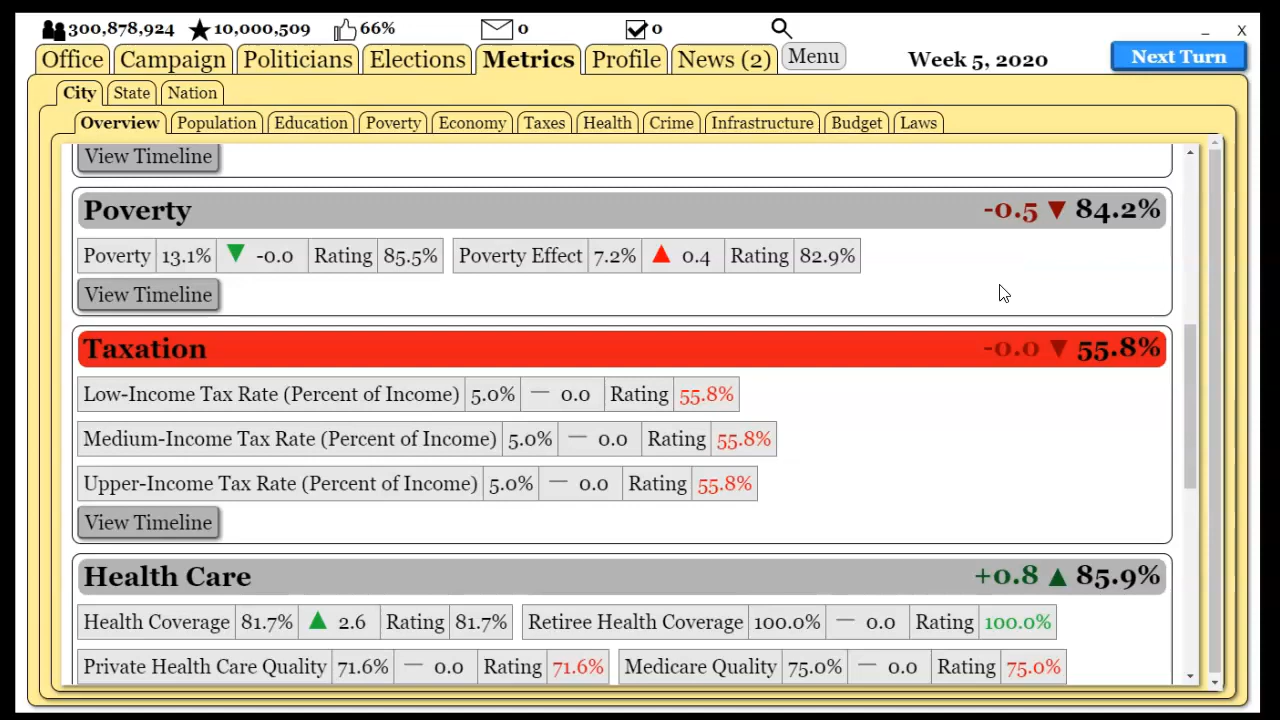 300,878,924 10,000,509 66% 0 0
_ X
Office Campaign Politicians Elections Metrics Profile News (2) Menu Week 5, 2020 Next Turn
City State Nation
Overview Population Education Poverty Economy Taxes Health Crime Infrastructure Budget Laws
View Timeline
Poverty -0.5 ▼ 84.2%
Poverty 13.1% ▼ -0.0 Rating 85.5% Poverty Effect 7.2% ▲ 0.4 Rating 82.9%
View Timeline
Taxation -0.0 ▼ 55.8%
Low-Income Tax Rate (Percent of Income) 5.0% — 0.0 Rating 55.8%
Medium-Income Tax Rate (Percent of Income) 5.0% — 0.0 Rating 55.8%
Upper-Income Tax Rate (Percent of Income) 5.0% — 0.0 Rating 55.8%
View Timeline
Health Care +0.8 ▲ 85.9%
Health Coverage 81.7% ▲ 2.6 Rating 81.7% Retiree Health Coverage 100.0% — 0.0 Rating 100.0%
Private Health Care Quality 71.6% — 0.0 Rating 71.6% Medicare Quality 75.0% — 0.0 Rating 75.0%